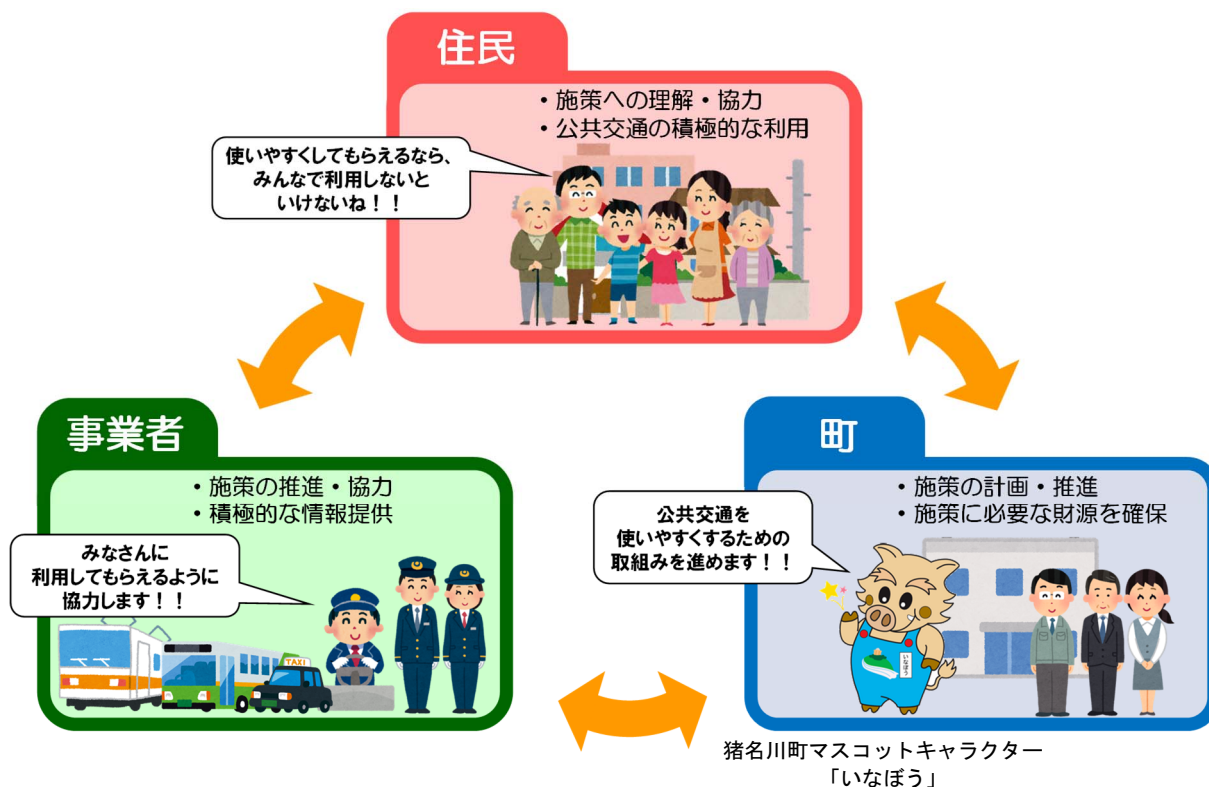 住民
・施策への理解・協力
・公共交通の積極的な利用
使いやすくしてもらえるなら、
みんなで利用しないと
いけないね！！
事業者
・施策の推進・協力
・積極的な情報提供
みなさんに
利用してもらえるように
協力します！！
TAXI
町
・施策の計画・推進
・施策に必要な財源を確保
公共交通を
使いやすくするための
取組みを進めます！！
いなぼう
猪名川町マスコットキャラクター
「いなぼう」